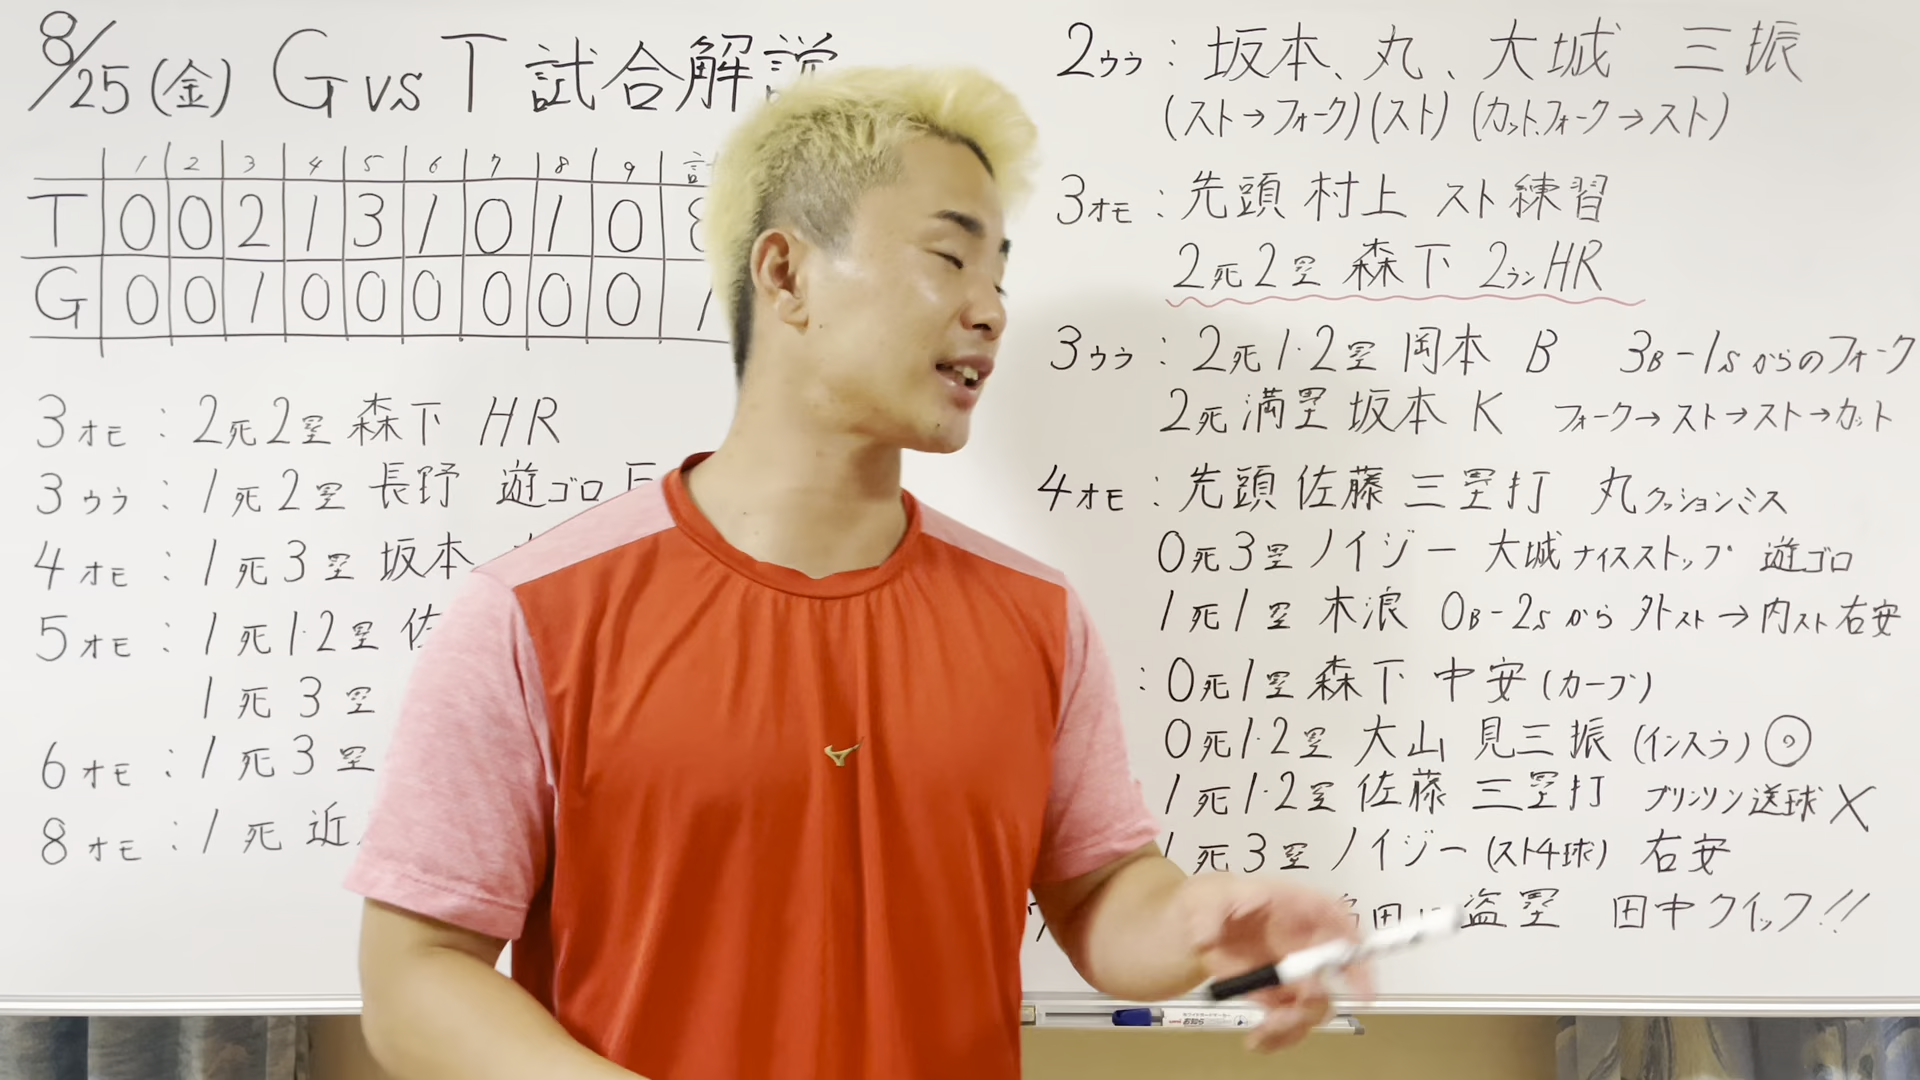 8/25(金) G vs T 試合解説
1 2 3 4 5 6 7 8 9 計
T 0 0 2 1 3 1 0 1 0 8
G 0 0 1 0 0 0 0 0 0 1
3オモ:2死2塁 森下 HR
3ウラ:1死2塁 長野 遊ゴロ
4オモ:1死3塁 坂本
5オモ:1死1・2塁 佐
1死3塁
6オモ:1死3塁
8オモ:1死 近
2ウラ:坂本、丸、大城 三振
(スト→フォーク)(スト)(カット、フォーク→スト)
3オモ:先頭 村上 スト練習
2死2塁 森下 2ランHR
3ウラ:2死1・2塁 岡本 B 3B-1Sからのフォーク
2死満塁 坂本 K フォーク→スト→スト→カット
4オモ:先頭 佐藤 三塁打 丸クッションミス
0死3塁 ノイジー 大城ナイスストップ 遊ゴロ
1死1塁 木浪 0B-2Sから外スト→内スト右安
:0死1塁 森下 中安(カーブ)
0死1・2塁 大山 見三振(インスラ)◎
1死1・2塁 佐藤 三塁打 ブリンソン送球X
1死3塁 ノイジー(スト4球) 右安
盗塁 田中クイック!!